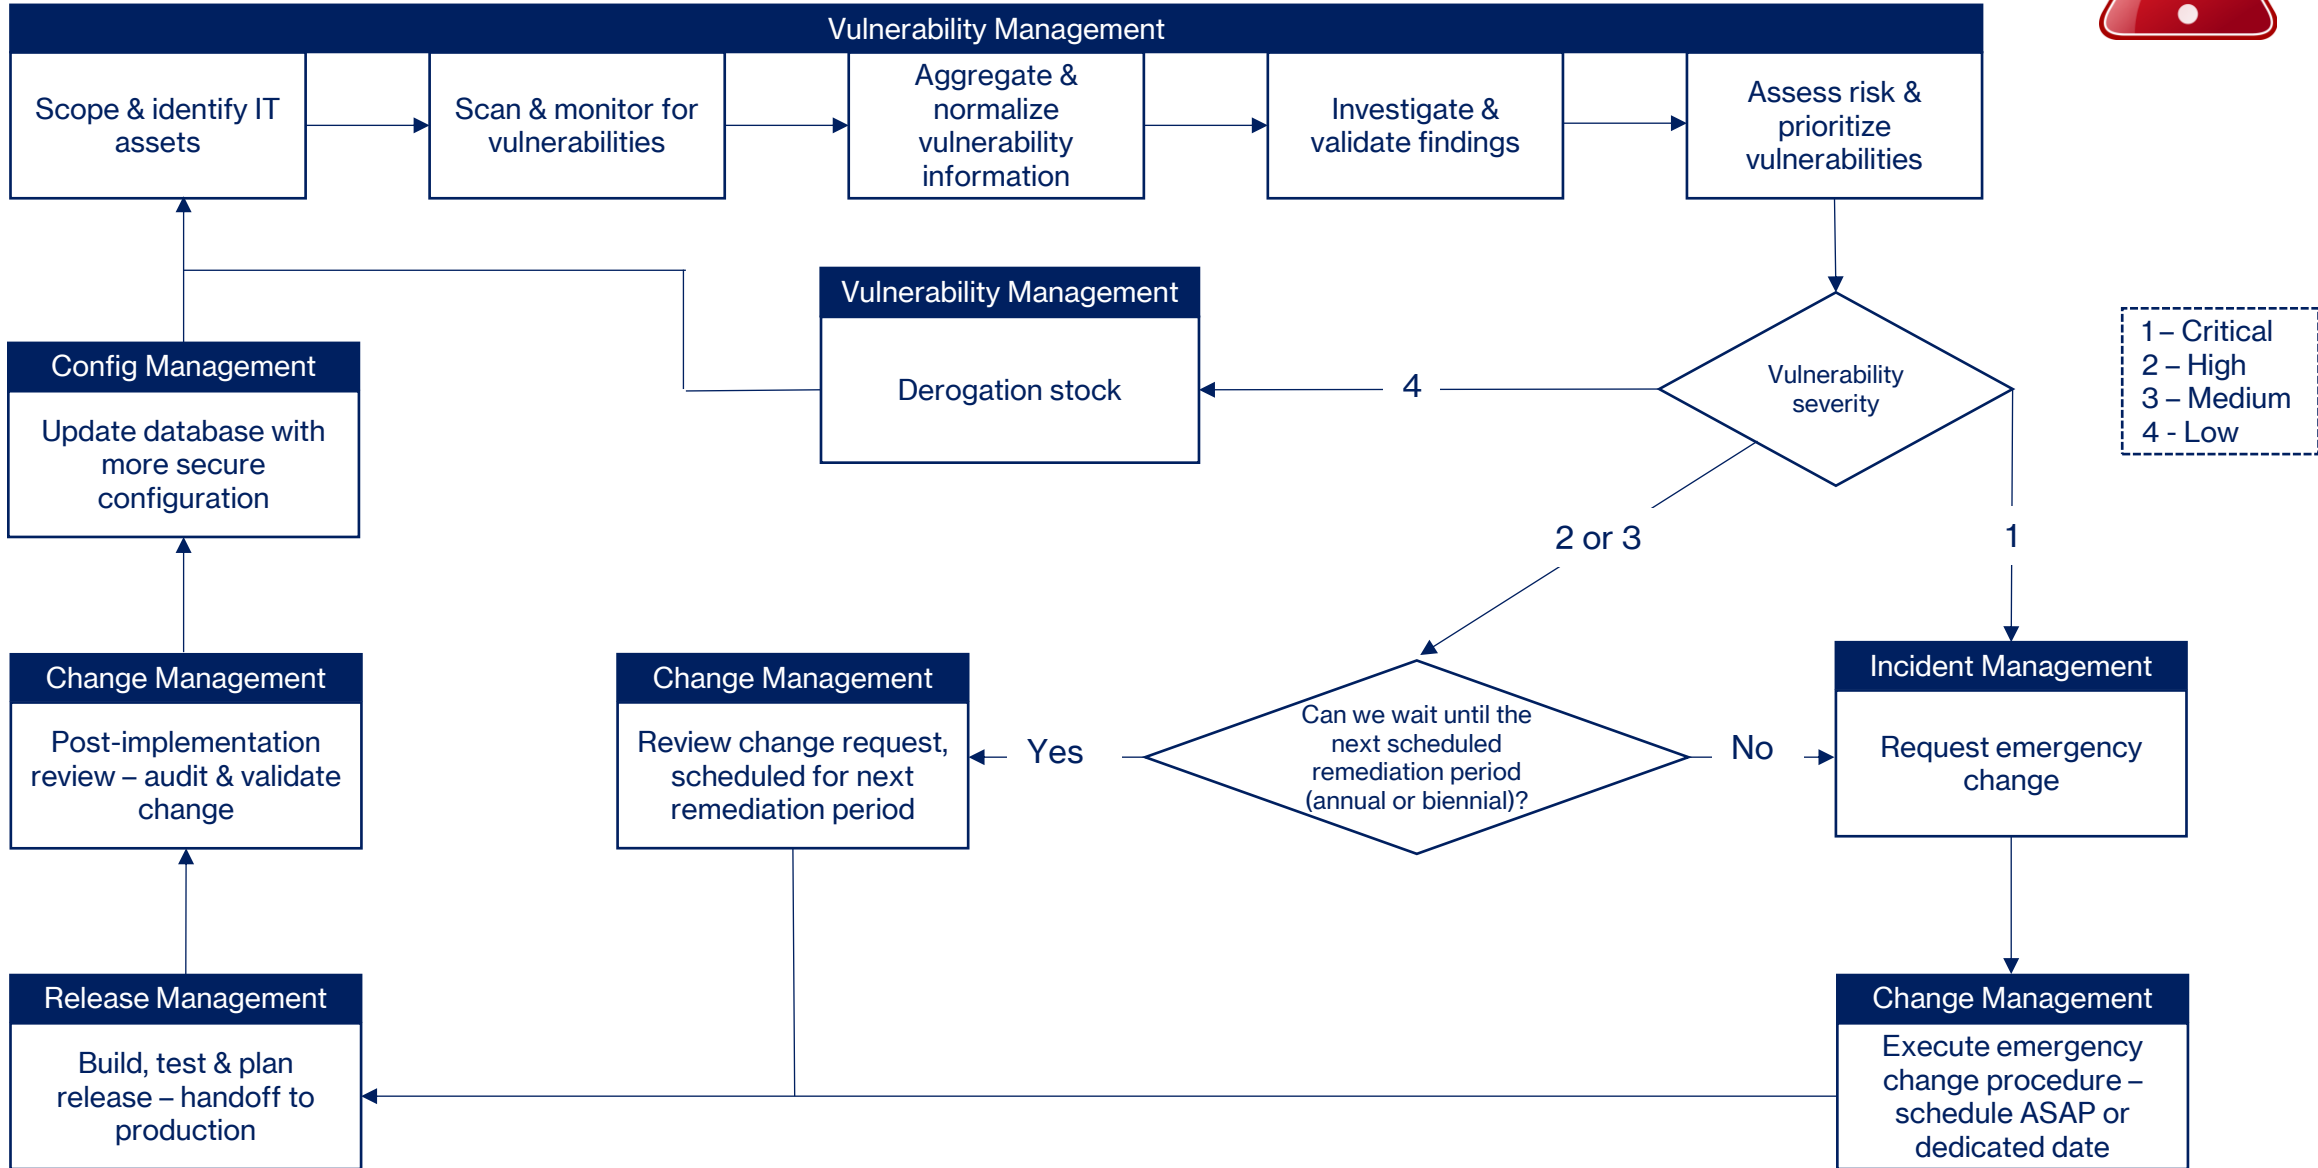 Vulnerability Management
Scope & identify IT
assets
Scan & monitor for
vulnerabilities
Aggregate &
normalize
vulnerability
information
Investigate &
validate findings
Assess risk &
prioritize
vulnerabilities
Vulnerability Management
Derogation stock
4
Vulnerability
severity
1 – Critical
2 – High
3 – Medium
4 - Low
Config Management
Update database with
more secure
configuration
2 or 3
1
Change Management
Post-implementation
review – audit & validate
change
Change Management
Review change request,
scheduled for next
remediation period
Yes
Can we wait until the
next scheduled
remediation period
(annual or biennial)?
No
Incident Management
Request emergency
change
Release Management
Build, test & plan
release – handoff to
production
Change Management
Execute emergency
change procedure –
schedule ASAP or
dedicated date